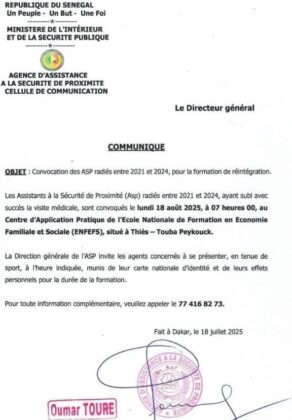 REPUBLIQUE DU SENEGAL
Un Peuple - Un But - Une Foi
MINISTERE DE L'INTÉRIEUR
ET DE LA SECURITE PUBLIQUE
AGENCE D'ASSISTANCE
A LA SECURITE DE PROXIMITE
CELLULE DE COMMUNICATION
Le Directeur général
COMMUNIQUE
OBJET : Convocation des ASP radiés entre 2021 et 2024, pour la formation de réintégration.
Les Assistants à la Sécurité de Proximité (Asp) radiés entre 2021 et 2024, ayant subi avec
succès la visite médicale, sont convoqués le lundi 18 août 2025, à 07 heures 00, au
Centre d'Application Pratique de l'Ecole Nationale de Formation en Economie
Familiale et Sociale (ENFEFS), situé à Thiès – Touba Peykouck.
La Direction générale de l'ASP invite les agents concernés à se présenter, en tenue de
sport, à l'heure indiquée, munis de leur carte nationale d'identité et de leurs effets
personnels pour la durée de la formation.
Pour toute information complémentaire, veuillez appeler le 77 416 82 73.
Fait à Dakar, le 18 juillet 2025
Oumar TOURE